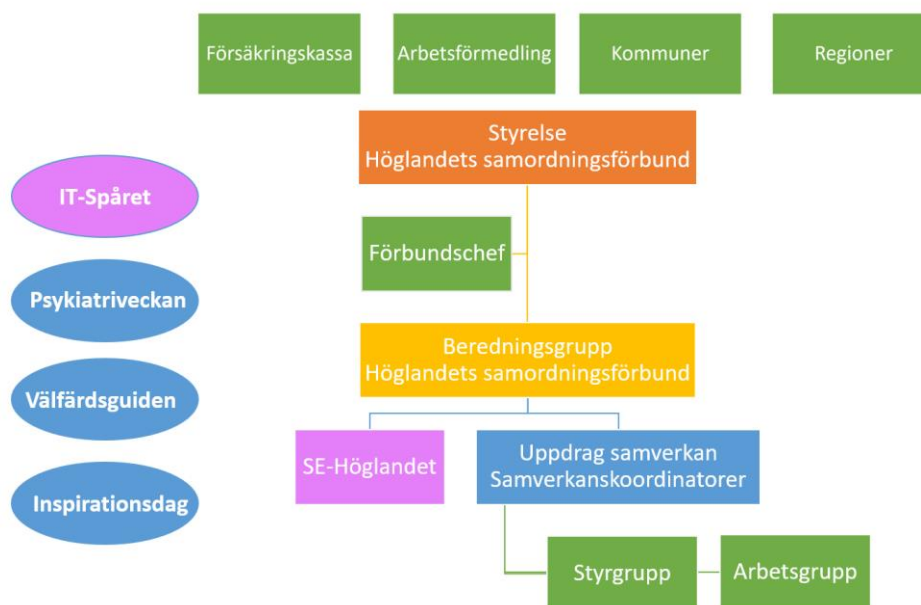 Försäkringskassa
Arbetsförmedling
Kommuner
Regioner
Styrelse
Höglandets samordningsförbund
IT-Spåret
Förbundschef
Psykiatriveckan
Beredningsgrupp
Höglandets samordningsförbund
Välfärdsguiden
SE-Höglandet
Uppdrag samverkan
Samverkanskoordinatorer
Inspirationsdag
Styrgrupp
Arbetsgrupp